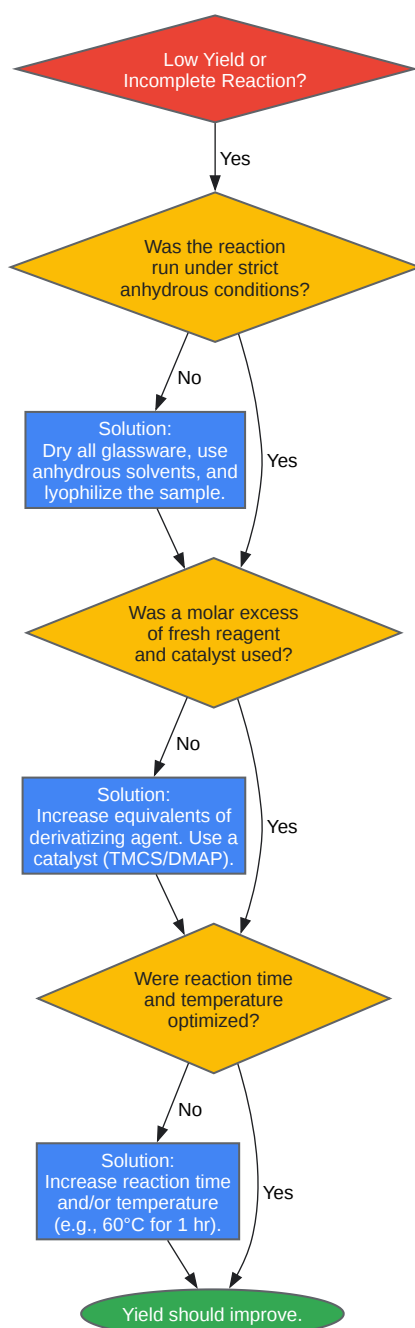 Low Yield or
Incomplete Reaction?
Yes
Was the reaction
run under strict
anhydrous conditions?
No
Solution:
Dry all glassware, use
anhydrous solvents, and
lyophilize the sample.
Yes
Was a molar excess
of fresh reagent
and catalyst used?
No
Solution:
Increase equivalents of
derivatizing agent. Use a
catalyst (TMCS/DMAP).
Yes
Were reaction time
and temperature
optimized?
No
Solution:
Increase reaction time
and/or temperature
(e.g., 60°C for 1 hr).
Yes
Yield should improve.